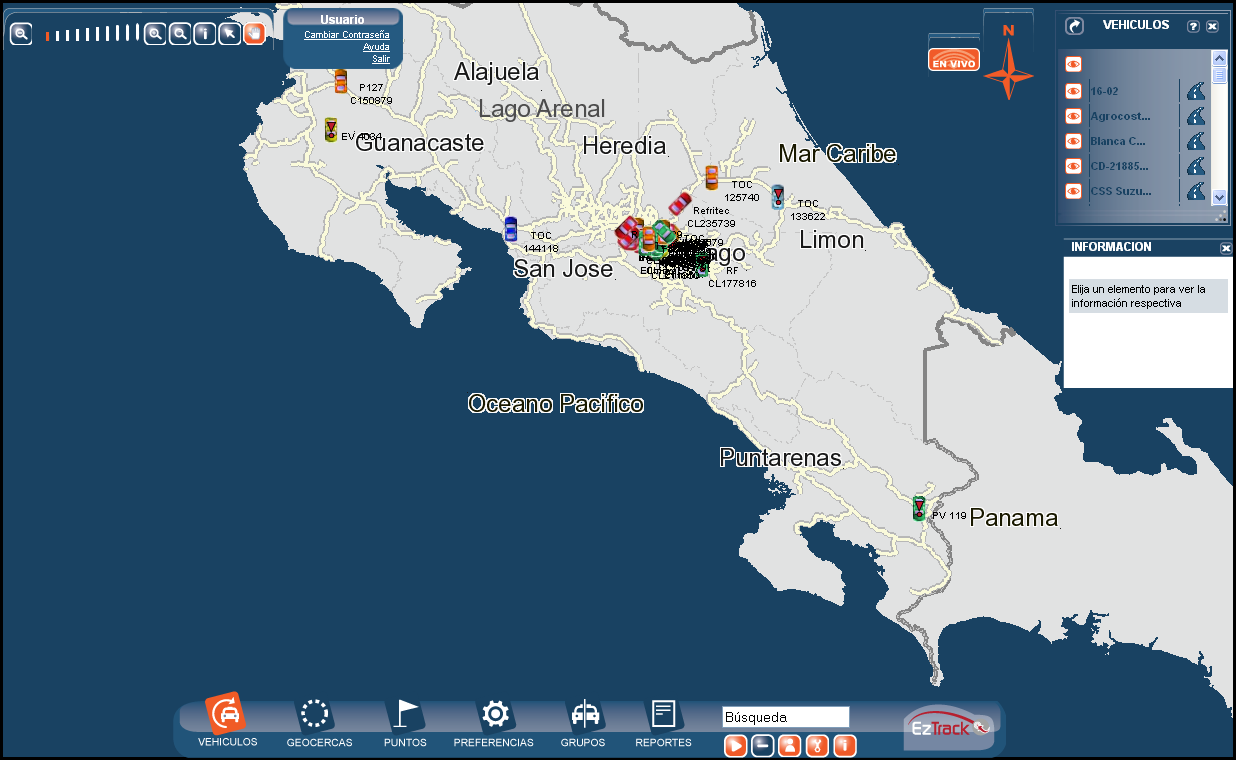 Usuario
Cambiar Contraseña
Ayuda
Salir
N
EN VIVO
VEHICULOS
?
16-02
Agrocost...
Blanca C...
CD-21885...
CSS Suzu...
INFORMACION
Elija un elemento para ver la
información respectiva
Alajuela
P127
C150879
Lago Arenal
EV 4034
Guanacaste
Heredia
Mar Caribe
TOC
125740
TOC
133622
Refritec
CL235739
TOC
144118
Limon
San Jose
RF
CL177816
Oceano Pacifico
Puntarenas
PV 119
Panama
VEHICULOS
GEOCERCAS
PUNTOS
PREFERENCIAS
GRUPOS
REPORTES
Búsqueda
EzTrack